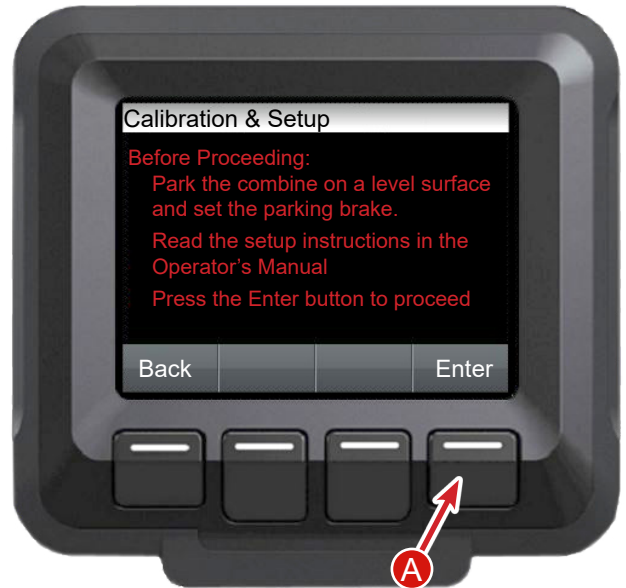 Calibration & Setup
Before Proceeding:
Park the combine on a level surface
and set the parking brake.
Read the setup instructions in the
Operator’s Manual
Press the Enter button to proceed
Back Enter
A